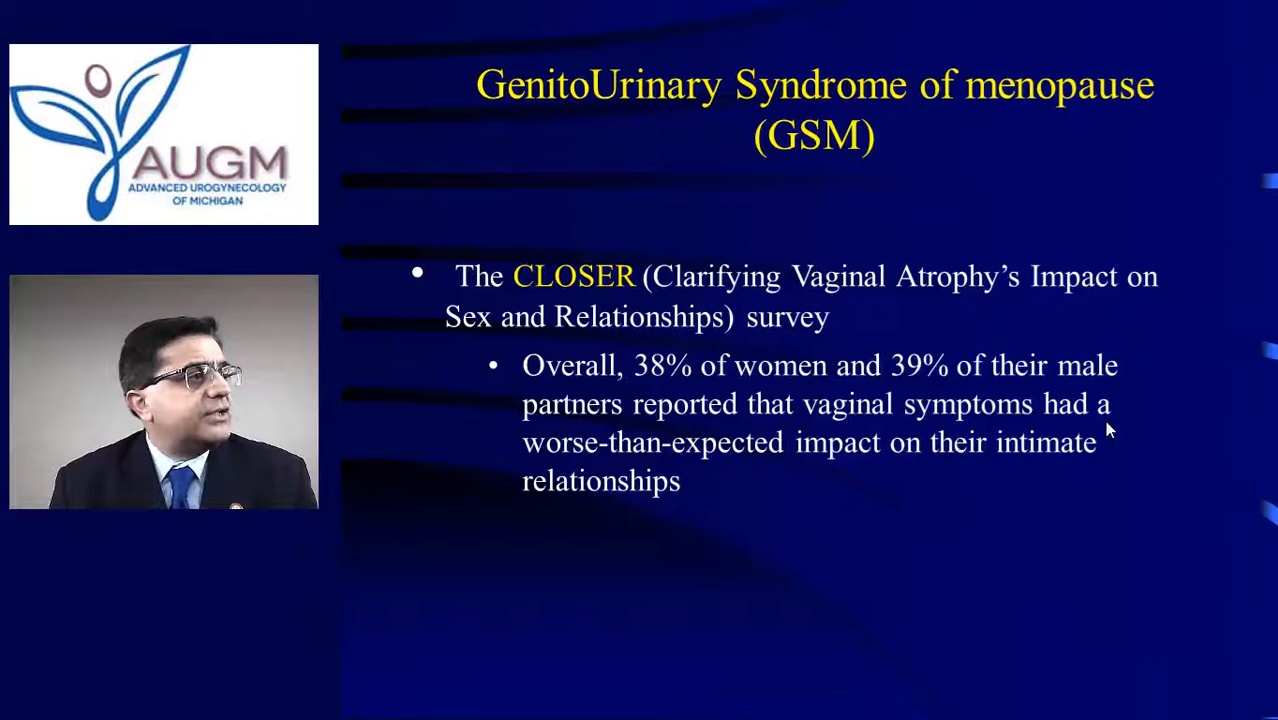 AUGM
ADVANCED UROGYNECOLOGY
OF MICHIGAN
GenitoUrinary Syndrome of menopause
(GSM)
• The CLOSER (Clarifying Vaginal Atrophy’s Impact on
Sex and Relationships) survey
• Overall, 38% of women and 39% of their male
partners reported that vaginal symptoms had a
worse-than-expected impact on their intimate
relationships